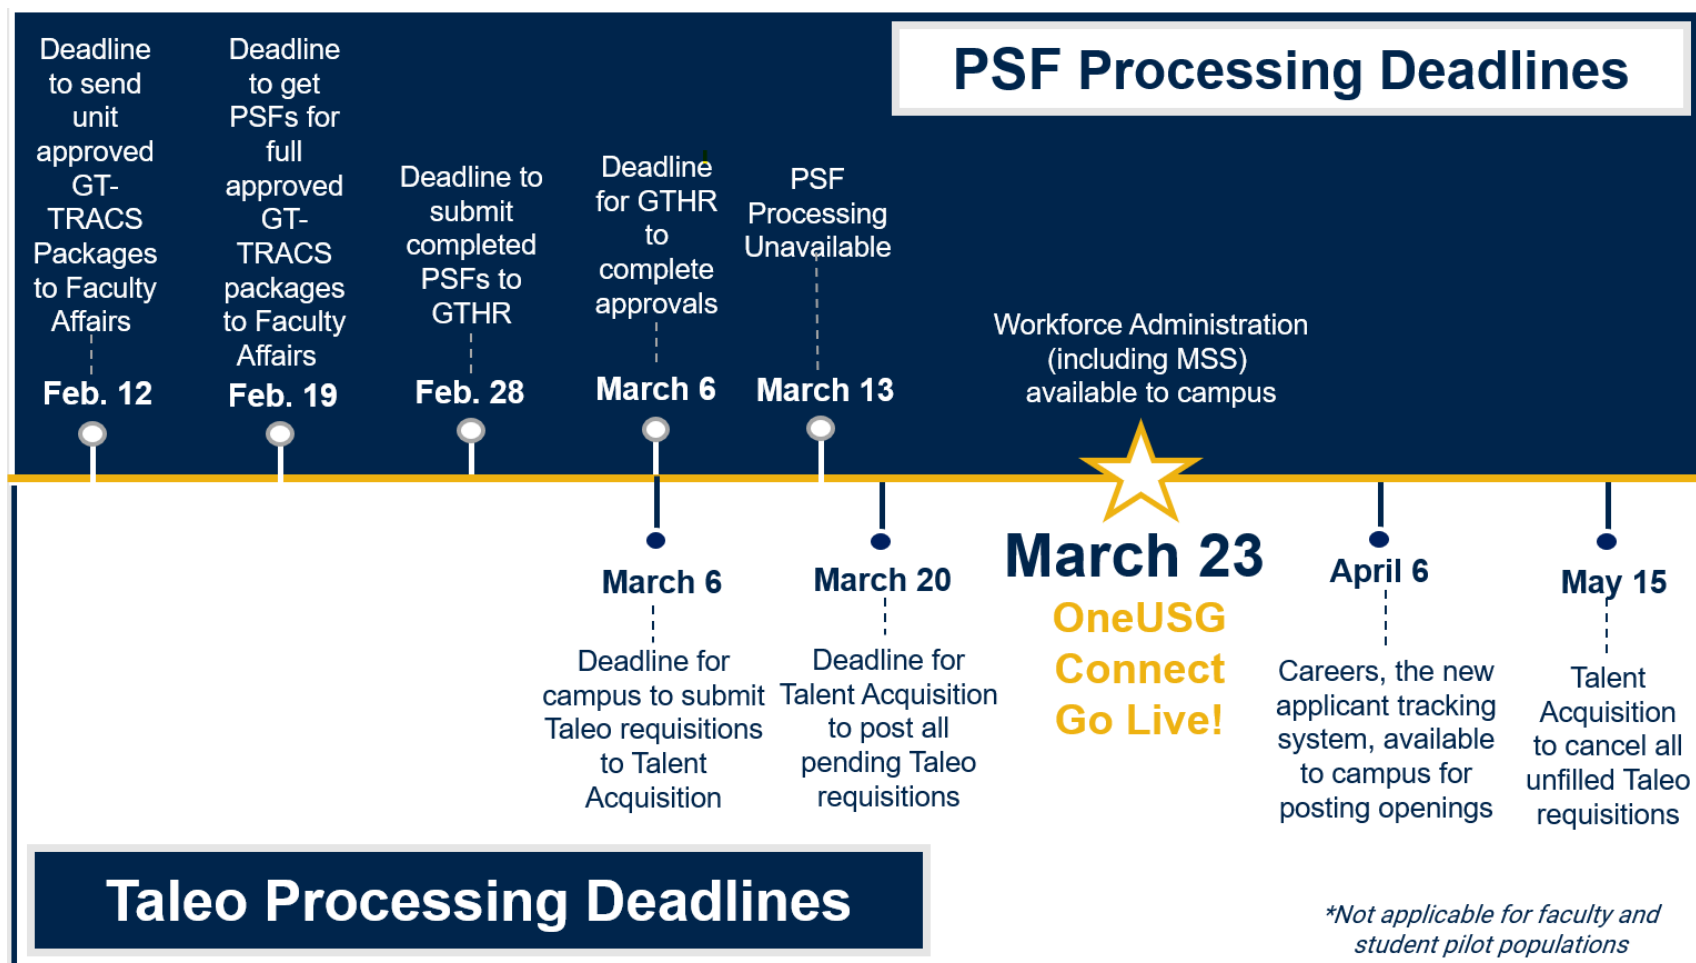 PSF Processing Deadlines
Deadline
to send
unit
approved
GT-
TRACS
Packages
to Faculty
Affairs
Feb. 12
Deadline
to get
PSFs for
full
approved
GT-
TRACS
packages
to Faculty
Affairs
Feb. 19
Deadline to
submit
completed
PSFs to
GTHR
Feb. 28
Deadline
for GTHR
to
complete
approvals
March 6
PSF
Processing
Unavailable
March 13
Workforce Administration
(including MSS)
available to campus
March 23
OneUSG
Connect
Go Live!
March 6
Deadline for
campus to submit
Taleo requisitions
to Talent
Acquisition
March 20
Deadline for
Talent Acquisition
to post all
pending Taleo
requisitions
April 6
Careers, the new
applicant tracking
system, available
to campus for
posting openings
May 15
Talent
Acquisition
to cancel all
unfilled Taleo
requisitions
Taleo Processing Deadlines
*Not applicable for faculty and
student pilot populations